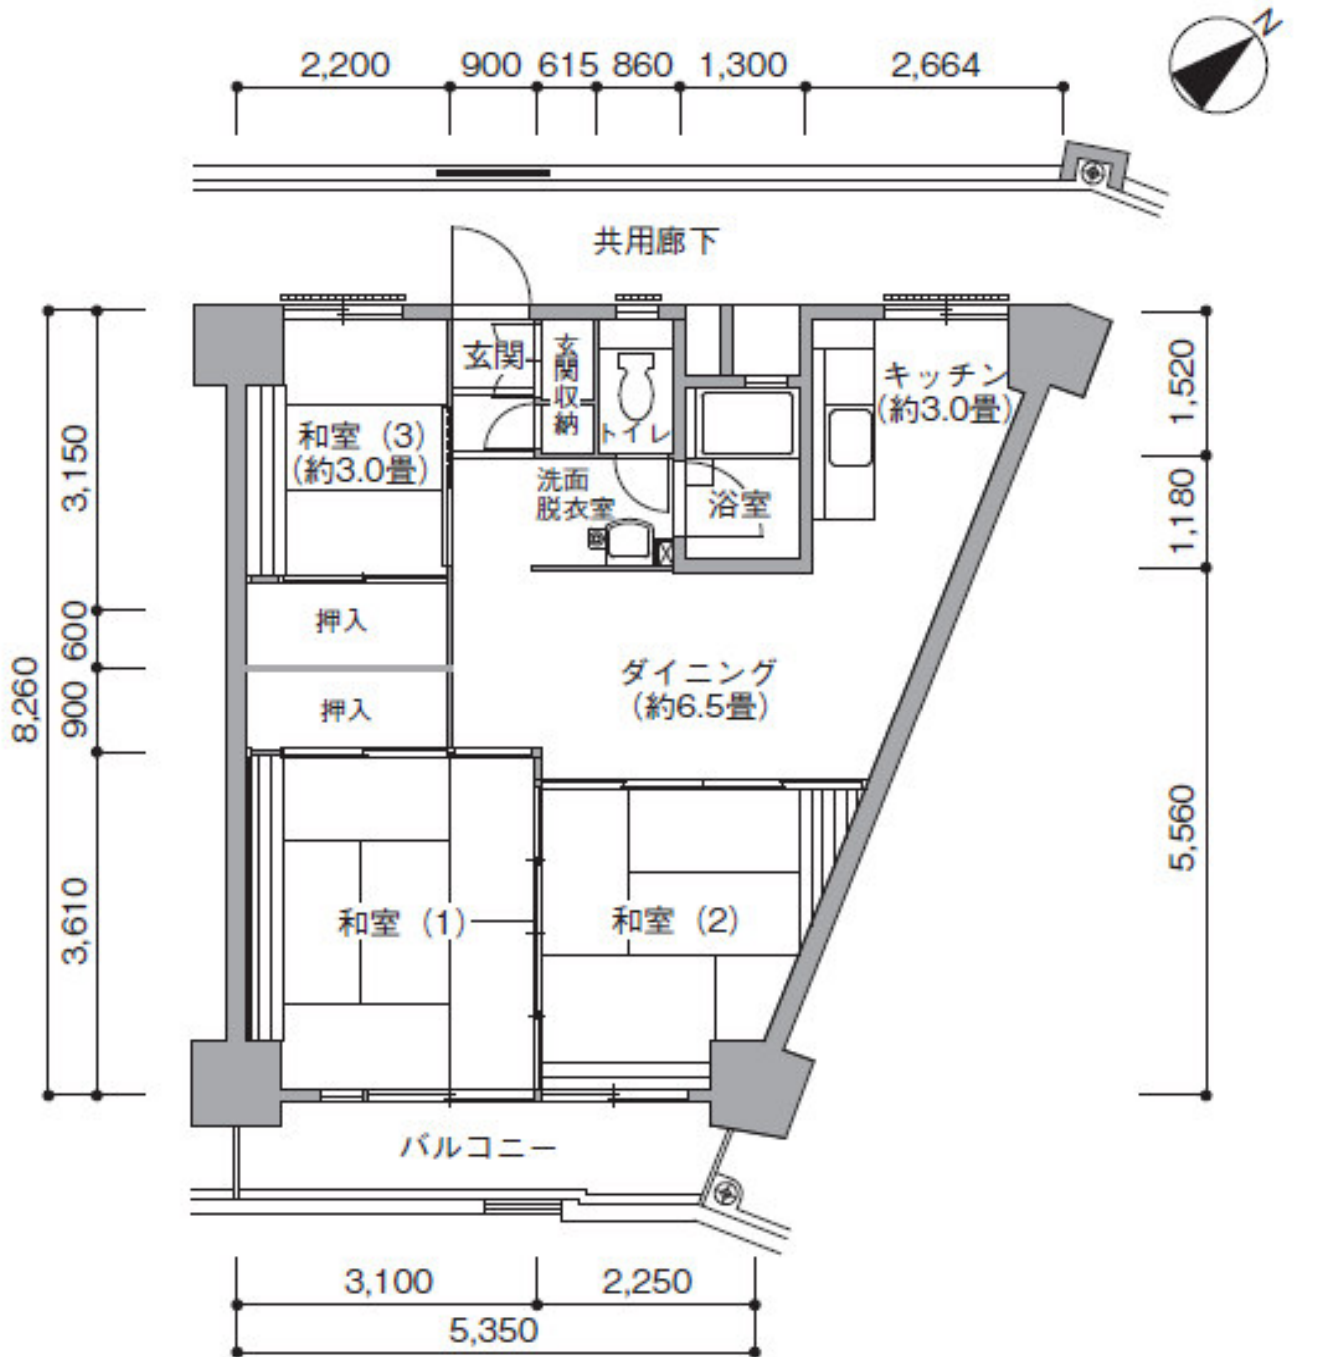 N
2,200 900 615 860 1,300 2,664
共用廊下
玄関
玄関収納
トイレ
キッチン
(約3.0畳)
和室 (3)
(約3.0畳)
洗面
脱衣室
浴室
押入
押入
ダイニング
(約6.5畳)
和室 (1)
和室 (2)
バルコニー
8,260
3,150
600
900
3,610
1,520
1,180
5,560
3,100 2,250
5,350